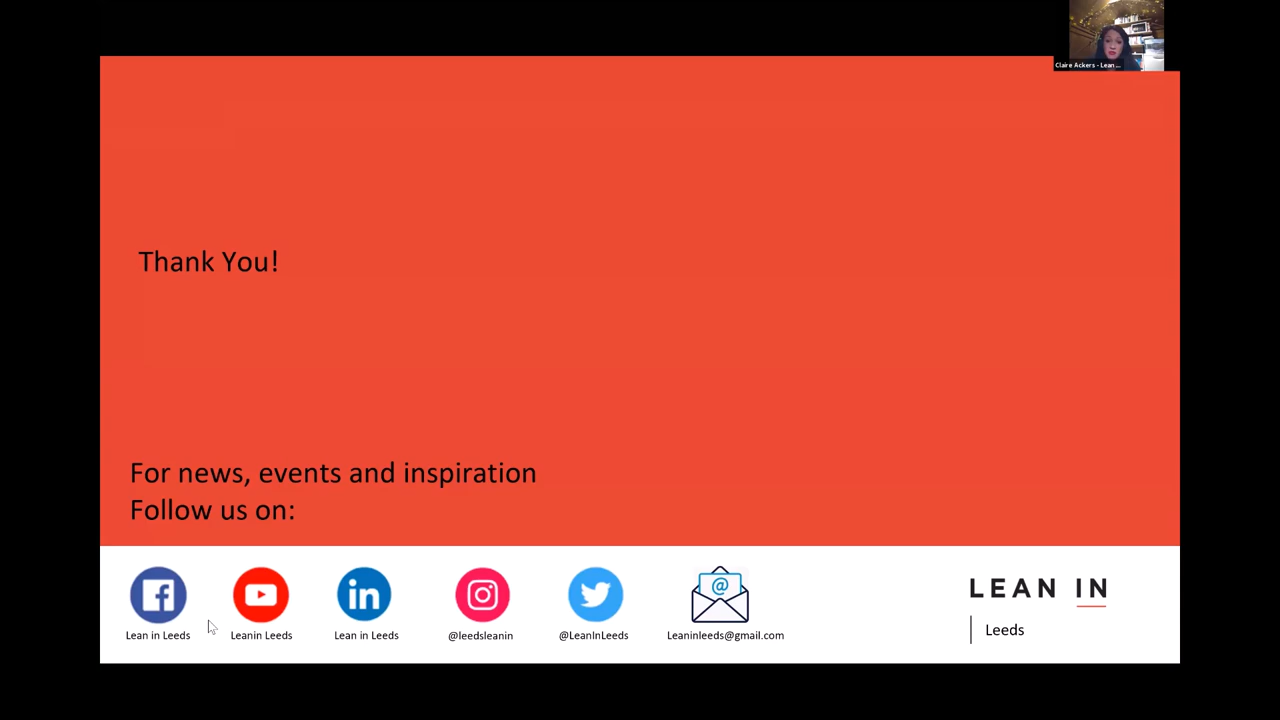 Claire Ackers - Lean ...
Thank You!
For news, events and inspiration
Follow us on:
Lean in Leeds
Leanin Leeds
in
Lean in Leeds
@leedsleanin
@LeanInLeeds
@
Leaninleeds@gmail.com
LEAN IN
Leeds